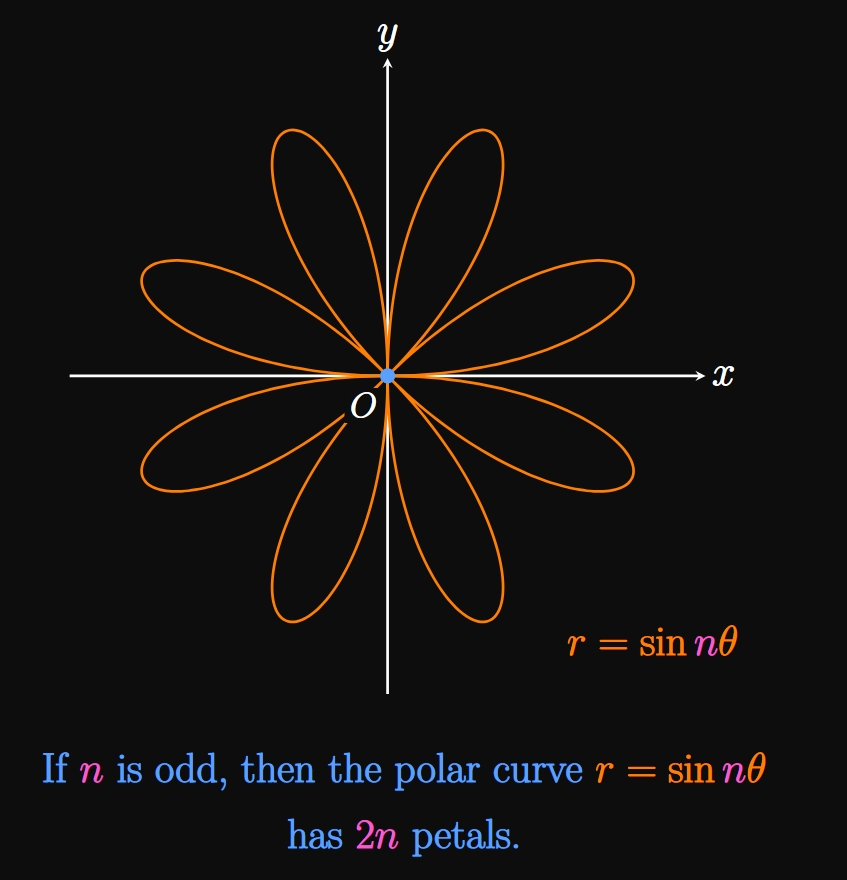 y
x
O
r = sin nθ
If n is odd, then the polar curve r = sin nθ
has 2n petals.